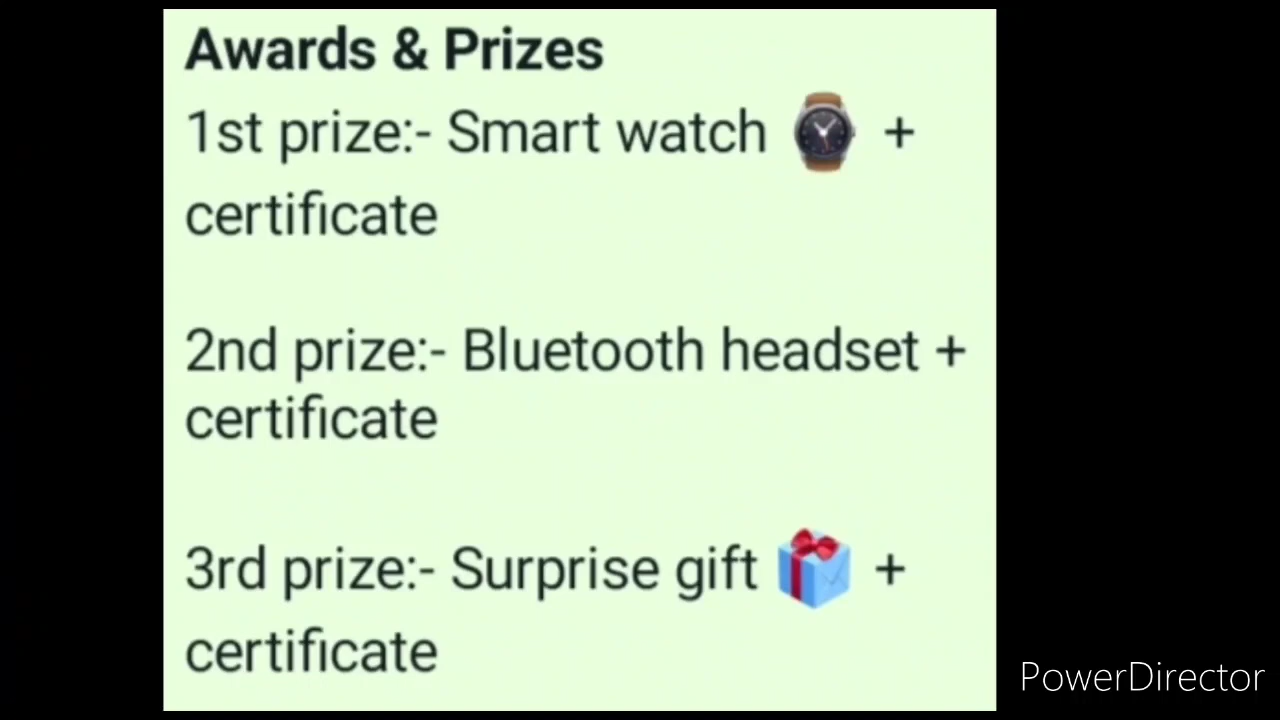 Awards & Prizes
1st prize:- Smart watch ⌚ +
certificate
2nd prize:- Bluetooth headset +
certificate
3rd prize:- Surprise gift 🎁 +
certificate
PowerDirector